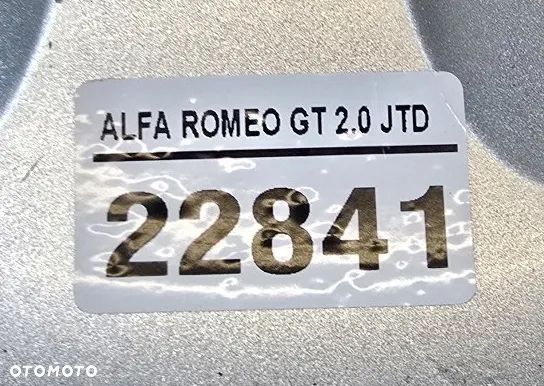 ALFA ROMEO GT 2.0 JTD
22841
OTOMOTO